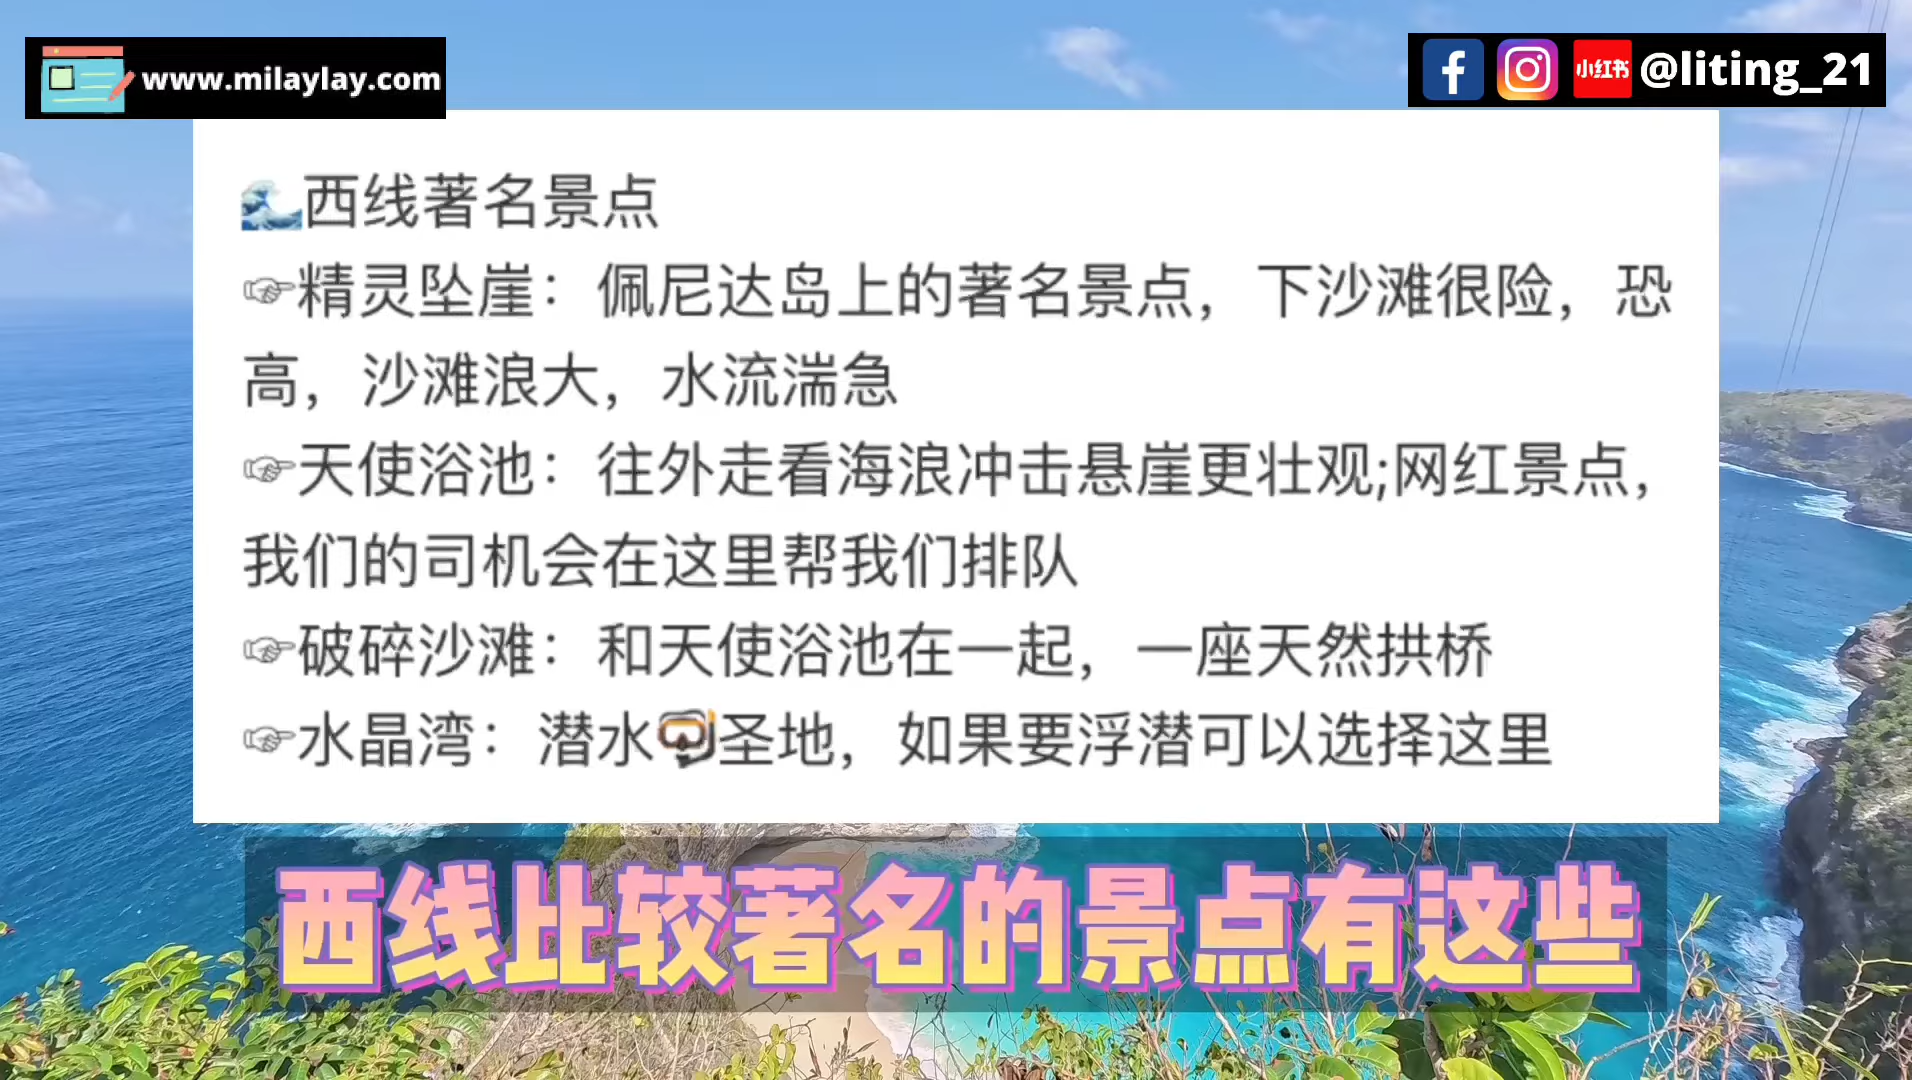 www.milaylay.com
小红书 @liting_21
🌊西线著名景点
👉精灵坠崖：佩尼达岛上的著名景点，下沙滩很险，恐
高，沙滩浪大，水流湍急
👉天使浴池：往外走看海浪冲击悬崖更壮观;网红景点，
我们的司机会在这里帮我们排队
👉破碎沙滩：和天使浴池在一起，一座天然拱桥
👉水晶湾：潜水🤿圣地，如果要浮潜可以选择这里
西线比较著名的景点有这些